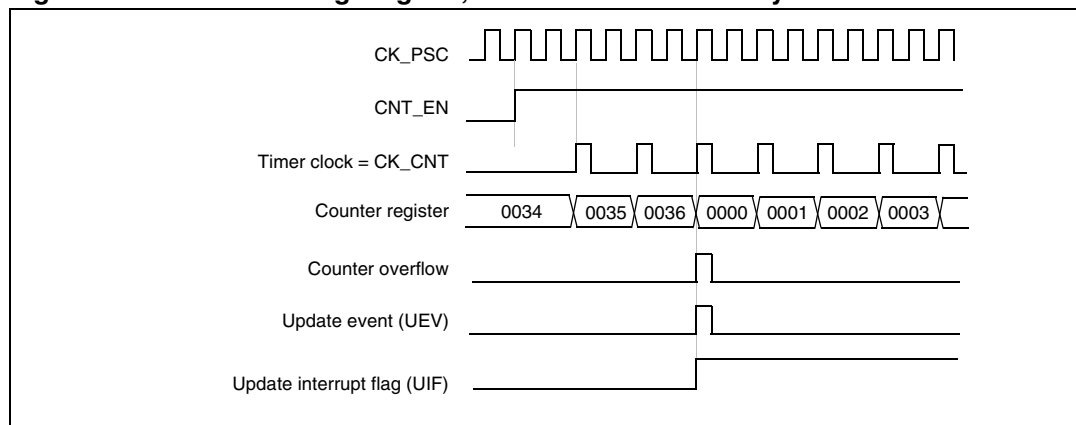 CK_PSC
CNT_EN
Timer clock = CK_CNT
Counter register 0034 0035 0036 0000 0001 0002 0003
Counter overflow
Update event (UEV)
Update interrupt flag (UIF)